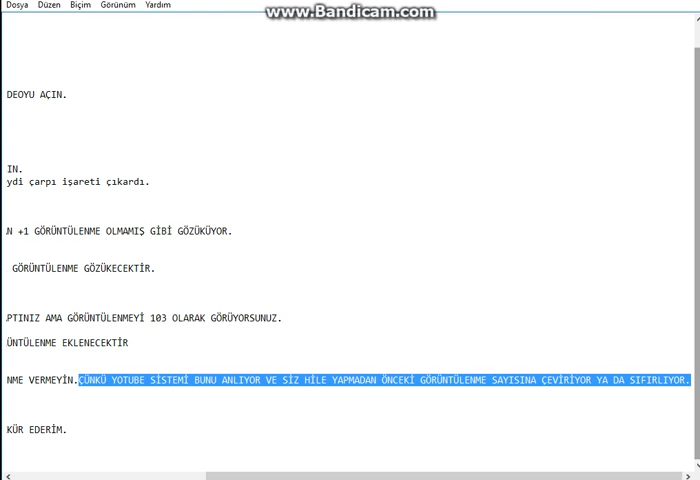 Dosya Düzen Biçim Görünüm Yardım
www.Bandicam.com
DEOYU AÇIN.
IN.
ydi çarpı işareti çıkardı.
N +1 GÖRÜNTÜLENME OLMAMIŞ GİBİ GÖZÜKÜYOR.
GÖRÜNTÜLENME GÖZÜKECEKTİR.
PTINIZ AMA GÖRÜNTÜLENMEYİ 103 OLARAK GÖRÜYORSUNUZ.
ÜNTÜLENME EKLENECEKTİR
NME VERMEYİN.ÇÜNKÜ YOTUBE SİSTEMİ BUNU ANLIYOR VE SİZ HİLE YAPMADAN ÖNCEKİ GÖRÜNTÜLENME SAYISINA ÇEVİRİYOR YA DA SIFIRLIYOR.
KÜR EDERİM.